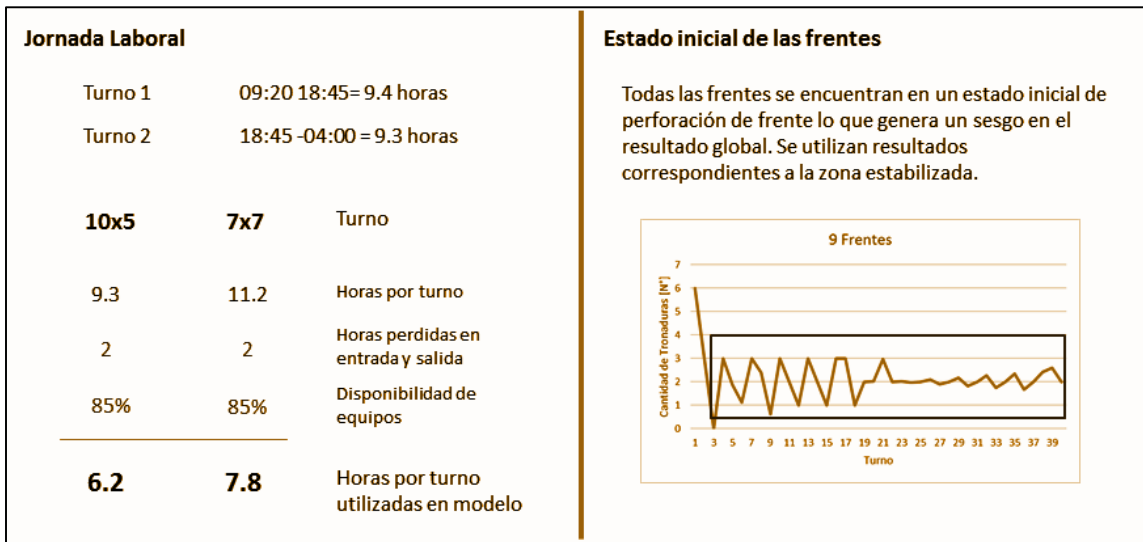 Jornada Laboral
Turno 1 09:20 18:45= 9.4 horas
Turno 2 18:45 -04:00 = 9.3 horas
10x5 7x7 Turno
9.3 11.2 Horas por turno
2 2 Horas perdidas en
entrada y salida
85% 85% Disponibilidad de
equipos
6.2 7.8 Horas por turno
utilizadas en modelo
Estado inicial de las frentes
Todas las frentes se encuentran en un estado inicial de
perforación de frente lo que genera un sesgo en el
resultado global. Se utilizan resultados
correspondientes a la zona estabilizada.
9 Frentes
Cantidad de Tronaduras [N°]
7
6
5
4
3
2
1
0
1 3 5 7 9 11 13 15 17 19 21 23 25 27 29 31 33 35 37 39
Turno